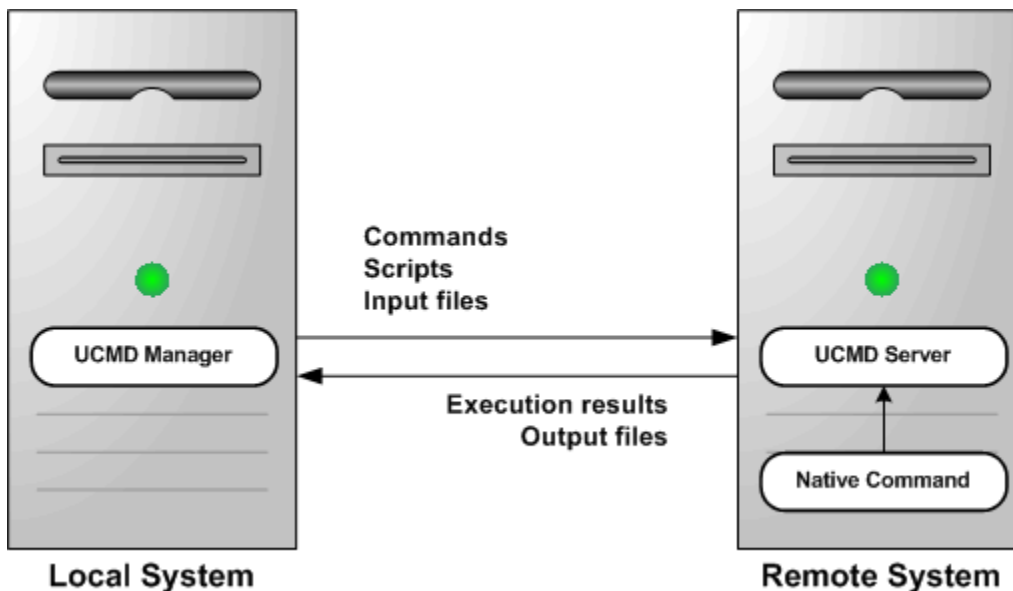 Commands
Scripts
Input files
UCMD Manager
UCMD Server
Execution results
Output files
Native Command
Local System
Remote System